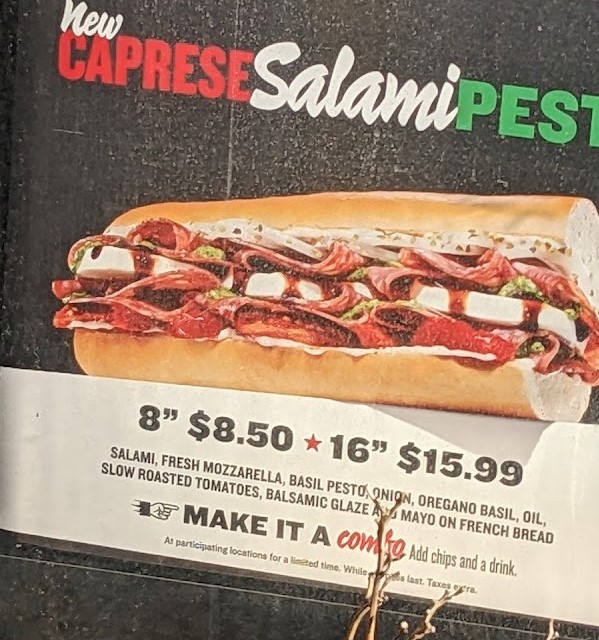 New
CAPRESE Salami PEST
8” $8.50 ★ 16” $15.99
SALAMI, FRESH MOZZARELLA, BASIL PESTO, ONION, OREGANO BASIL, OIL,
SLOW ROASTED TOMATOES, BALSAMIC GLAZE AND MAYO ON FRENCH BREAD
MAKE IT A combo Add chips and a drink.
At participating locations for a limited time. While last. Taxes extra.